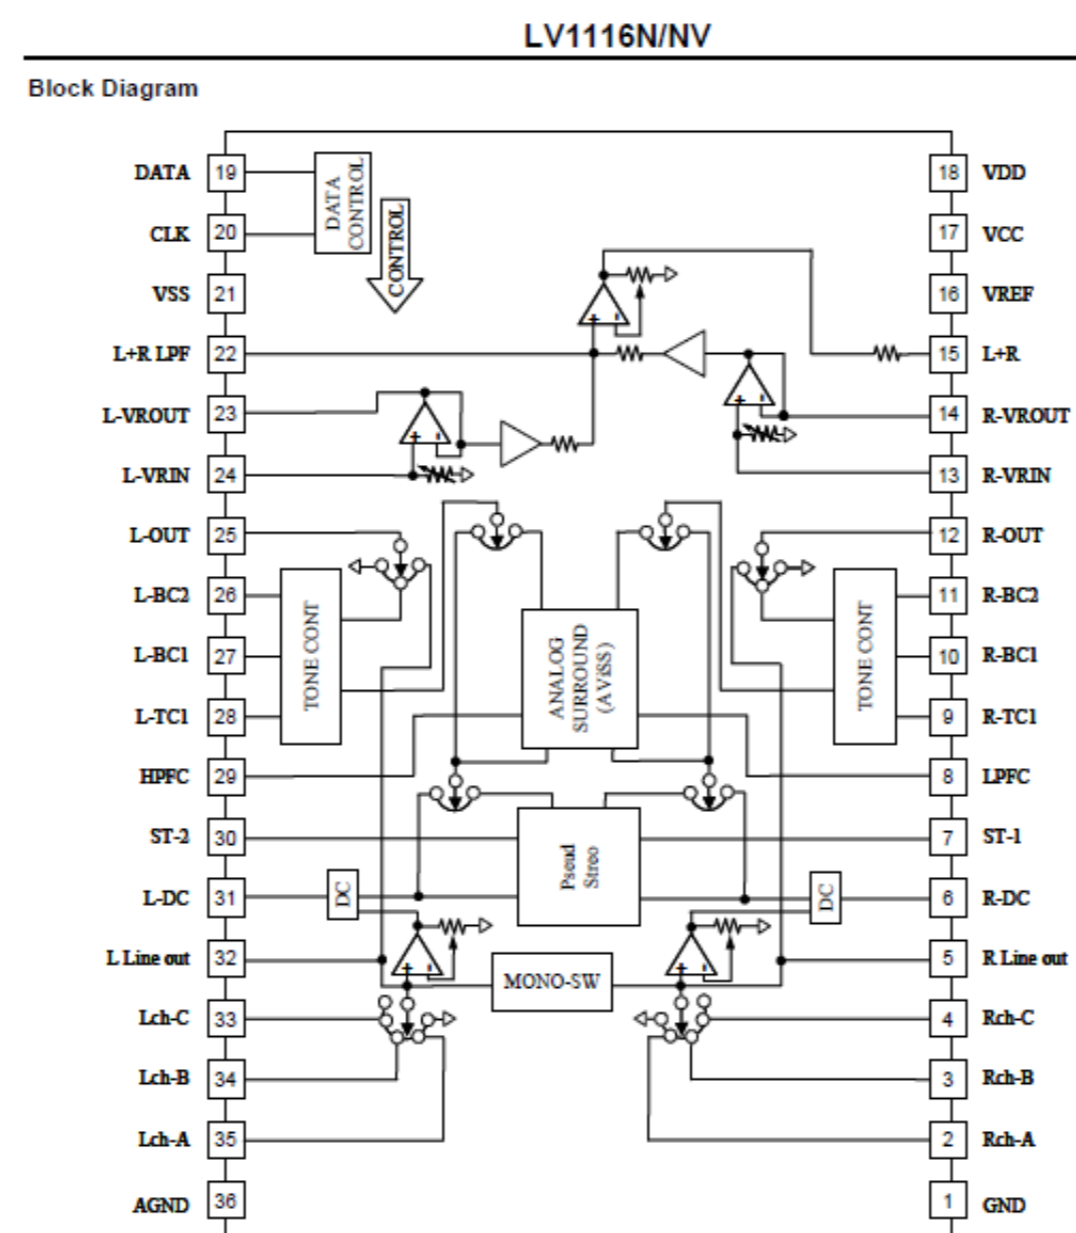 LV1116N/NV
Block Diagram
DATA 19
DATA CONTROL
18 VDD
CLK 20
CONTROL
17 VCC
VSS 21
16 VREF
L+R LPF 22
15 L+R
L-VROUT 23
14 R-VROUT
L-VRIN 24
13 R-VRIN
L-OUT 25
12 R-OUT
L-BC2 26
11 R-BC2
TONE CONT
ANALOG
SURROUND
(AViSS)
TONE CONT
L-BC1 27
10 R-BC1
L-TC1 28
9 R-TC1
HPFC 29
8 LPFC
ST-2 30
7 ST-1
Pseud
Streo
L-DC 31
DC
DC
6 R-DC
L Line out 32
5 R Line out
MONO-SW
Lch-C 33
4 Rch-C
Lch-B 34
3 Rch-B
Lch-A 35
2 Rch-A
AGND 36
1 GND